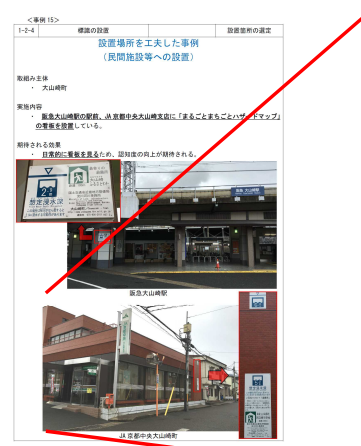 ＜事例 15＞
1-2-4 標識の設置 設置箇所の選定
設置場所を工夫した事例
（民間施設等への設置）
取組み主体
・ 大山崎町
実施内容
・ 阪急大山崎駅の駅前、JA 京都中央大山崎支店に「まるごとまちごとハザードマップ」
の看板を設置している。
期待される効果
・ 日常的に看板を見るため、認知度の向上が期待される。
想定浸水深
阪急大山崎駅
JA 京都中央大山崎町